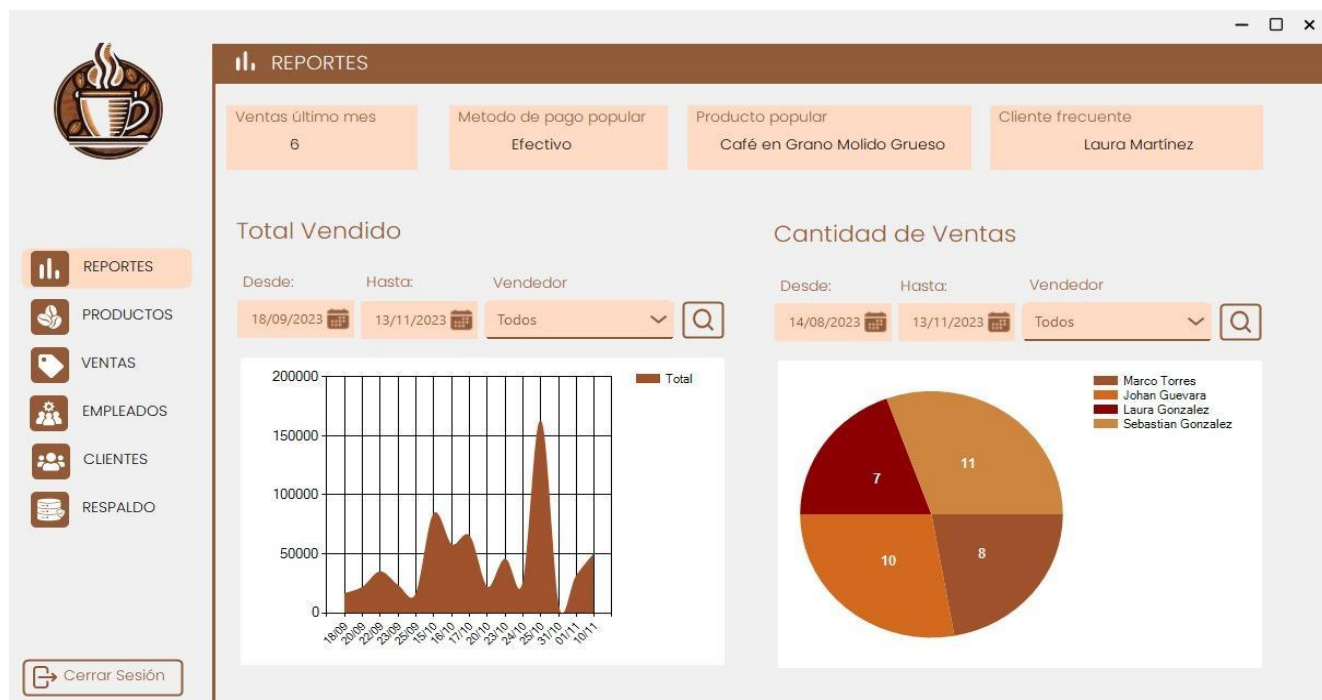 REPORTES
Ventas último mes
6
Metodo de pago popular
Efectivo
Producto popular
Café en Grano Molido Grueso
Cliente frecuente
Laura Martínez
REPORTES
PRODUCTOS
VENTAS
EMPLEADOS
CLIENTES
RESPALDO
Cerrar Sesión
Total Vendido
Desde: Hasta: Vendedor
18/09/2023 13/11/2023 Todos
200000
150000
100000
50000
0
Total
18/09 20/09 22/09 23/09 25/09 15/10 16/10 17/10 20/10 23/10 24/10 25/10 31/10 01/11 10/11
Cantidad de Ventas
Desde: Hasta: Vendedor
14/08/2023 13/11/2023 Todos
Marco Torres
Johan Guevara
Laura Gonzalez
Sebastian Gonzalez
7
11
10
8